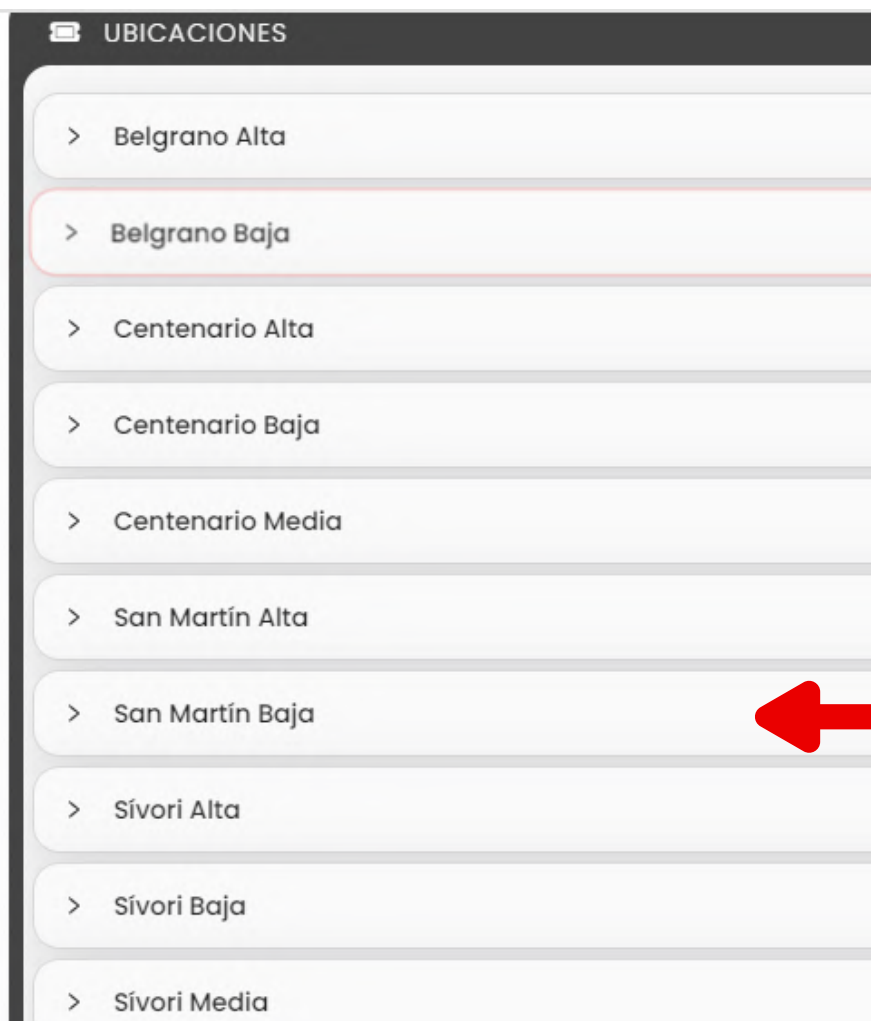 UBICACIONES
Belgrano Alta
Belgrano Baja
Centenario Alta
Centenario Baja
Centenario Media
San Martín Alta
San Martín Baja
Sívori Alta
Sívori Baja
Sívori Media